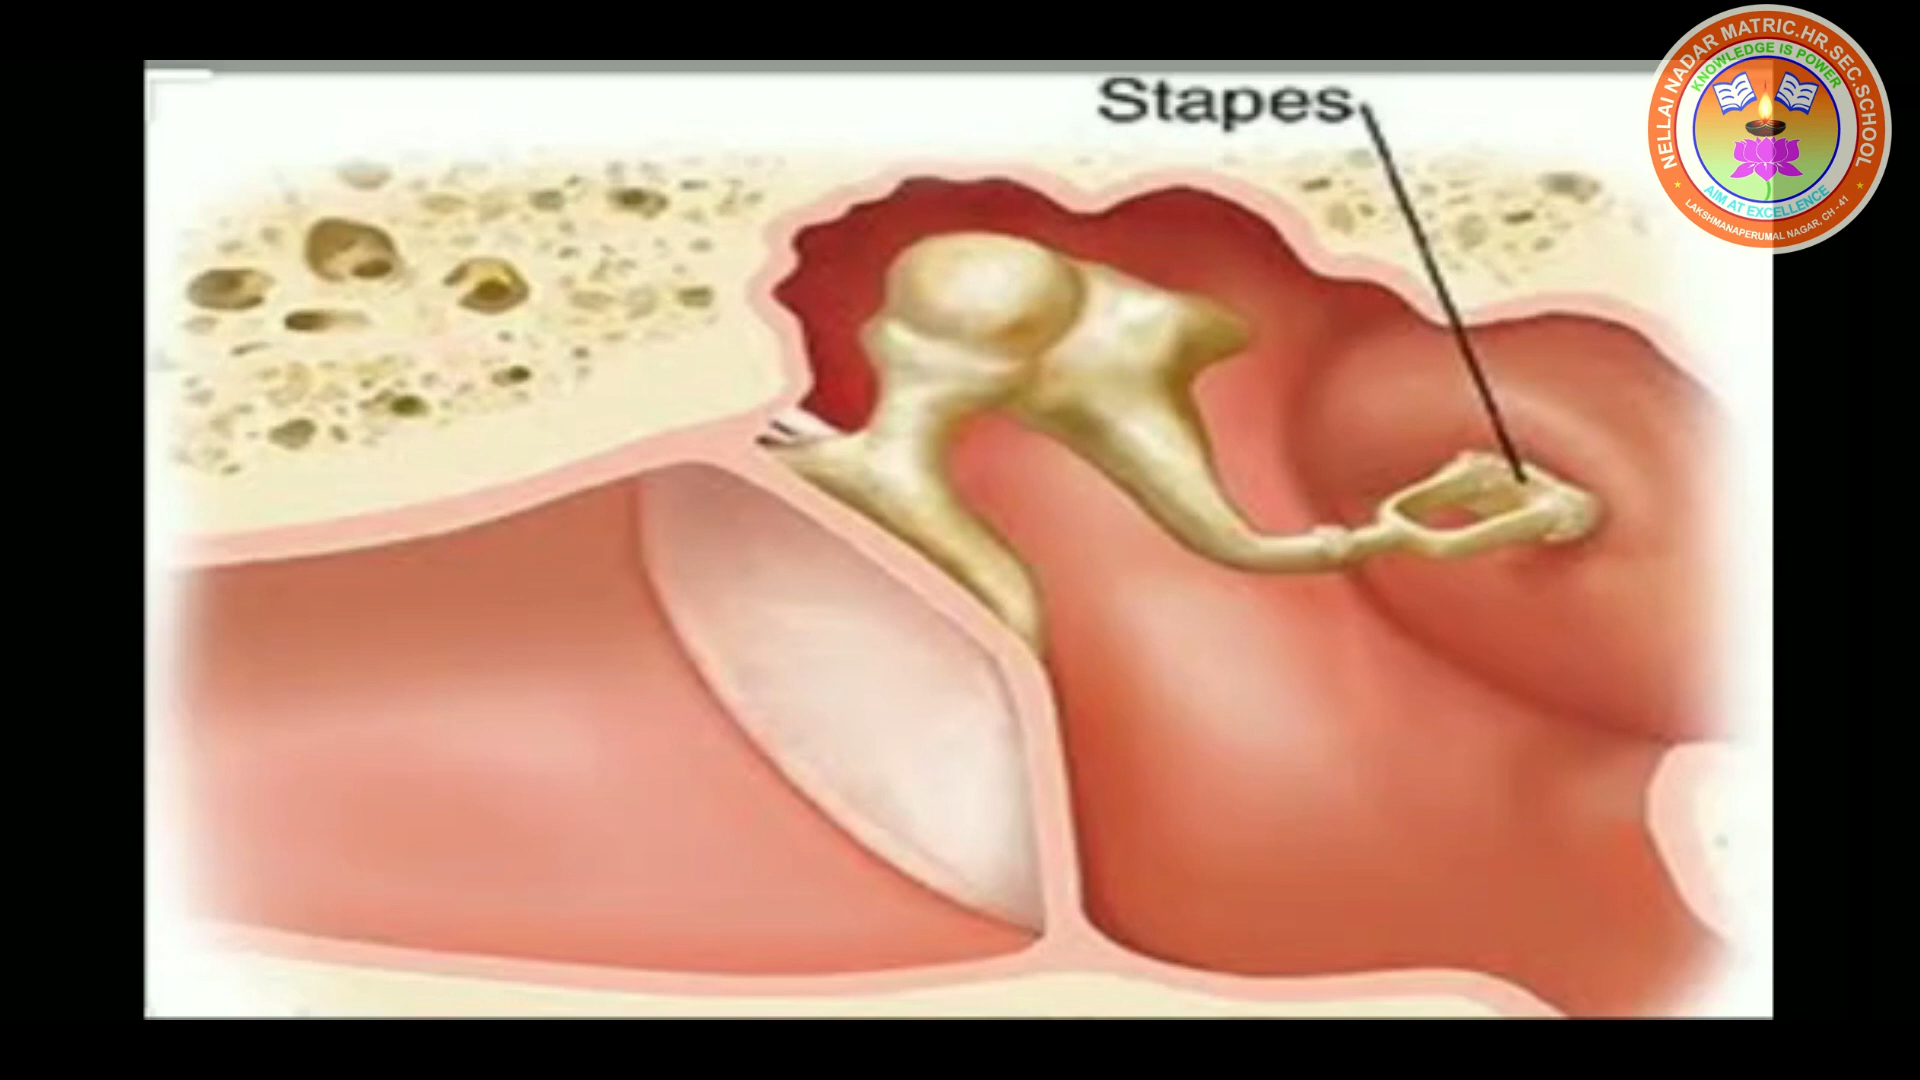 Stapes
NELLAI NADAR MATRIC.HR.SEC.SCHOOL
KNOWLEDGE IS POWER
AIM AT EXCELLENCE
LAKSHMANAPERUMAL NAGAR, CH - 41